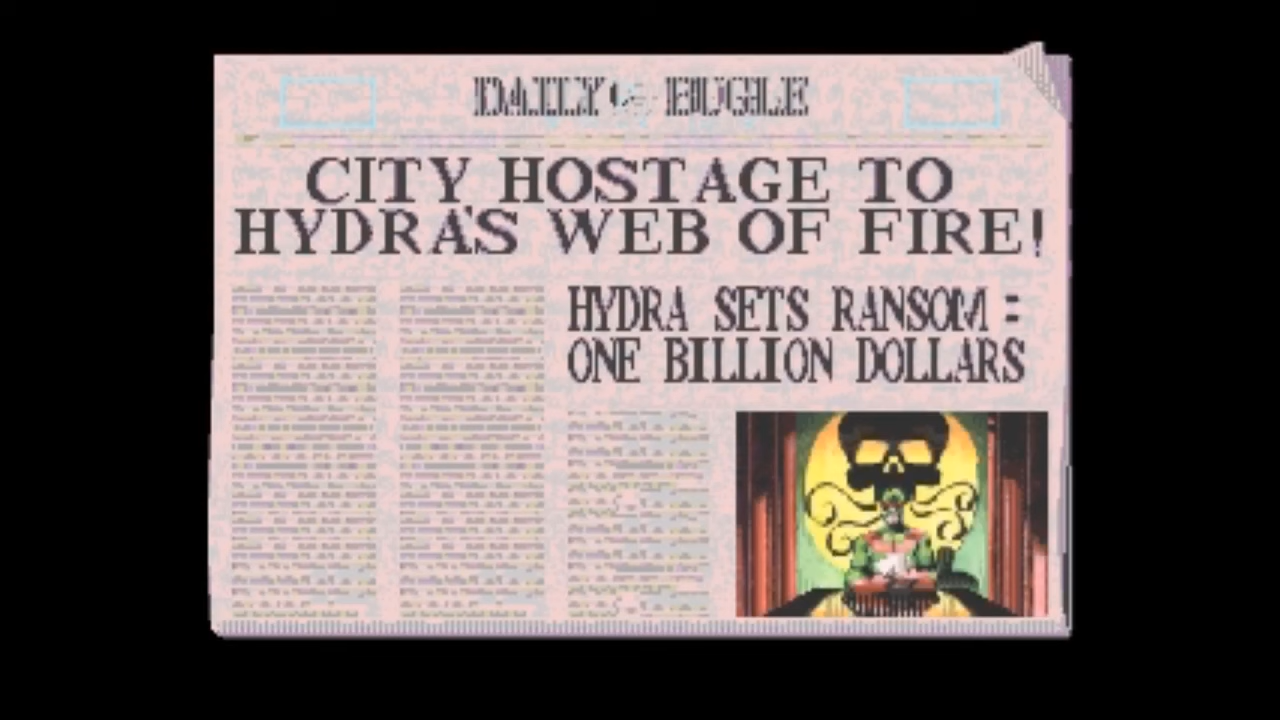 DAILY BUGLE
CITY HOSTAGE TO
HYDRA'S WEB OF FIRE!
HYDRA SETS RANSOM :
ONE BILLION DOLLARS